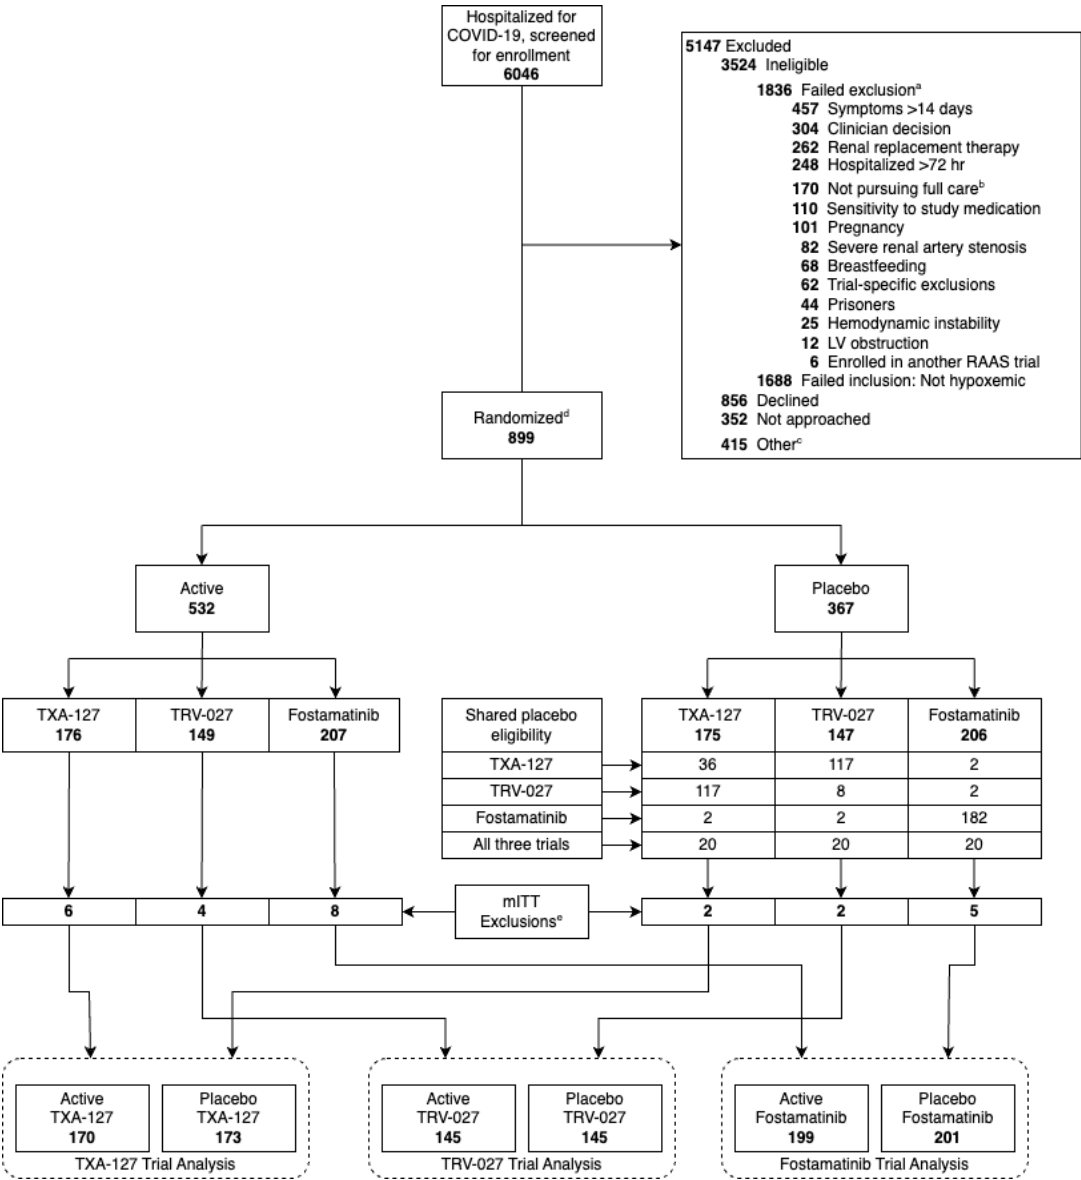 Hospitalized for
COVID-19, screened
for enrollment
6046
5147 Excluded
3524 Ineligible
1836 Failed exclusionᵃ
457 Symptoms >14 days
304 Clinician decision
262 Renal replacement therapy
248 Hospitalized >72 hr
170 Not pursuing full careᵇ
110 Sensitivity to study medication
101 Pregnancy
82 Severe renal artery stenosis
68 Breastfeeding
62 Trial-specific exclusions
44 Prisoners
25 Hemodynamic instability
12 LV obstruction
6 Enrolled in another RAAS trial
1688 Failed inclusion: Not hypoxemic
856 Declined
352 Not approached
415 Otherᶜ
Randomizedᵈ
899
Active
532
Placebo
367
TXA-127
176
TRV-027
149
Fostamatinib
207
Shared placebo
eligibility
TXA-127
175
TRV-027
147
Fostamatinib
206
TXA-127 36 117 2
TRV-027 117 8 2
Fostamatinib 2 2 182
All three trials 20 20 20
6 4 8
mITT
Exclusionsᵉ
2 2 5
Active
TXA-127
170
Placebo
TXA-127
173
TXA-127 Trial Analysis
Active
TRV-027
145
Placebo
TRV-027
145
TRV-027 Trial Analysis
Active
Fostamatinib
199
Placebo
Fostamatinib
201
Fostamatinib Trial Analysis